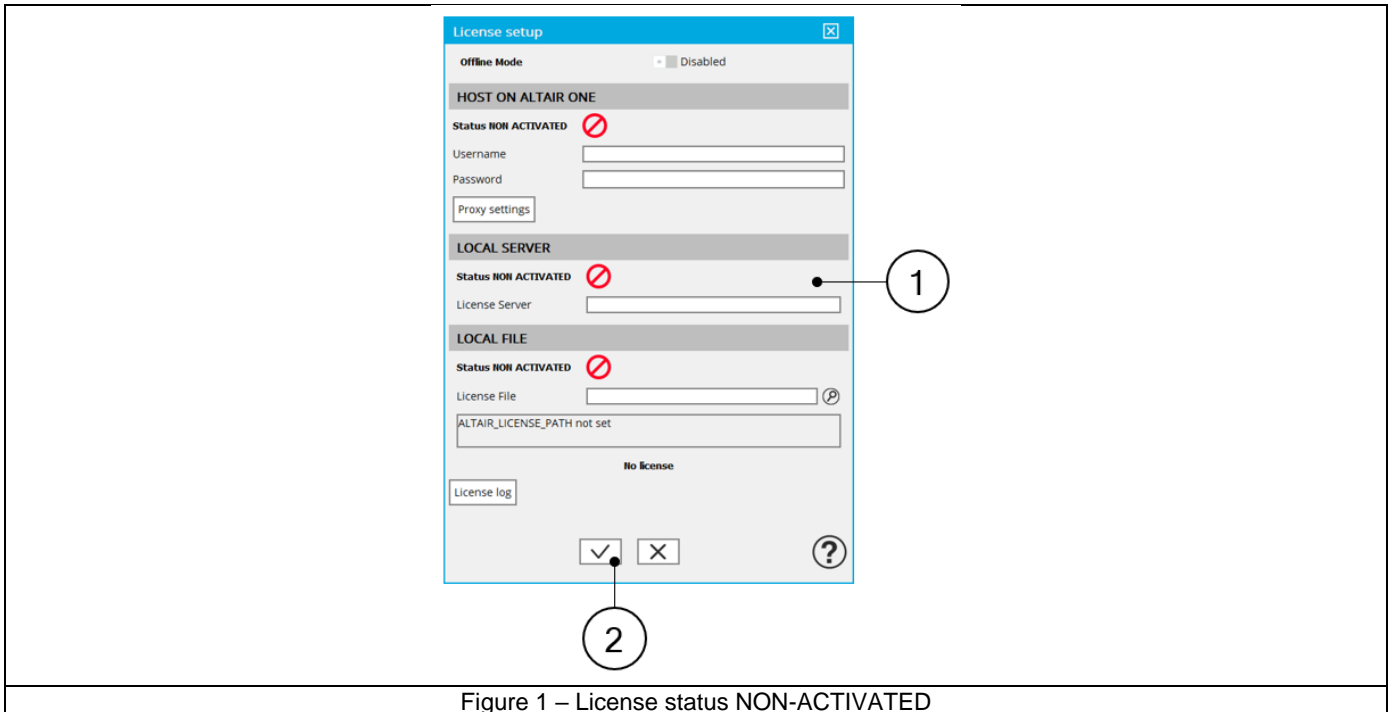 License setup
Offline Mode Disabled
HOST ON ALTAIR ONE
Status NON ACTIVATED
Username
Password
Proxy settings
LOCAL SERVER
Status NON ACTIVATED
1
License Server
LOCAL FILE
Status NON ACTIVATED
License File
ALTAIR_LICENSE_PATH not set
No license
License log
?
2
Figure 1 – License status NON-ACTIVATED